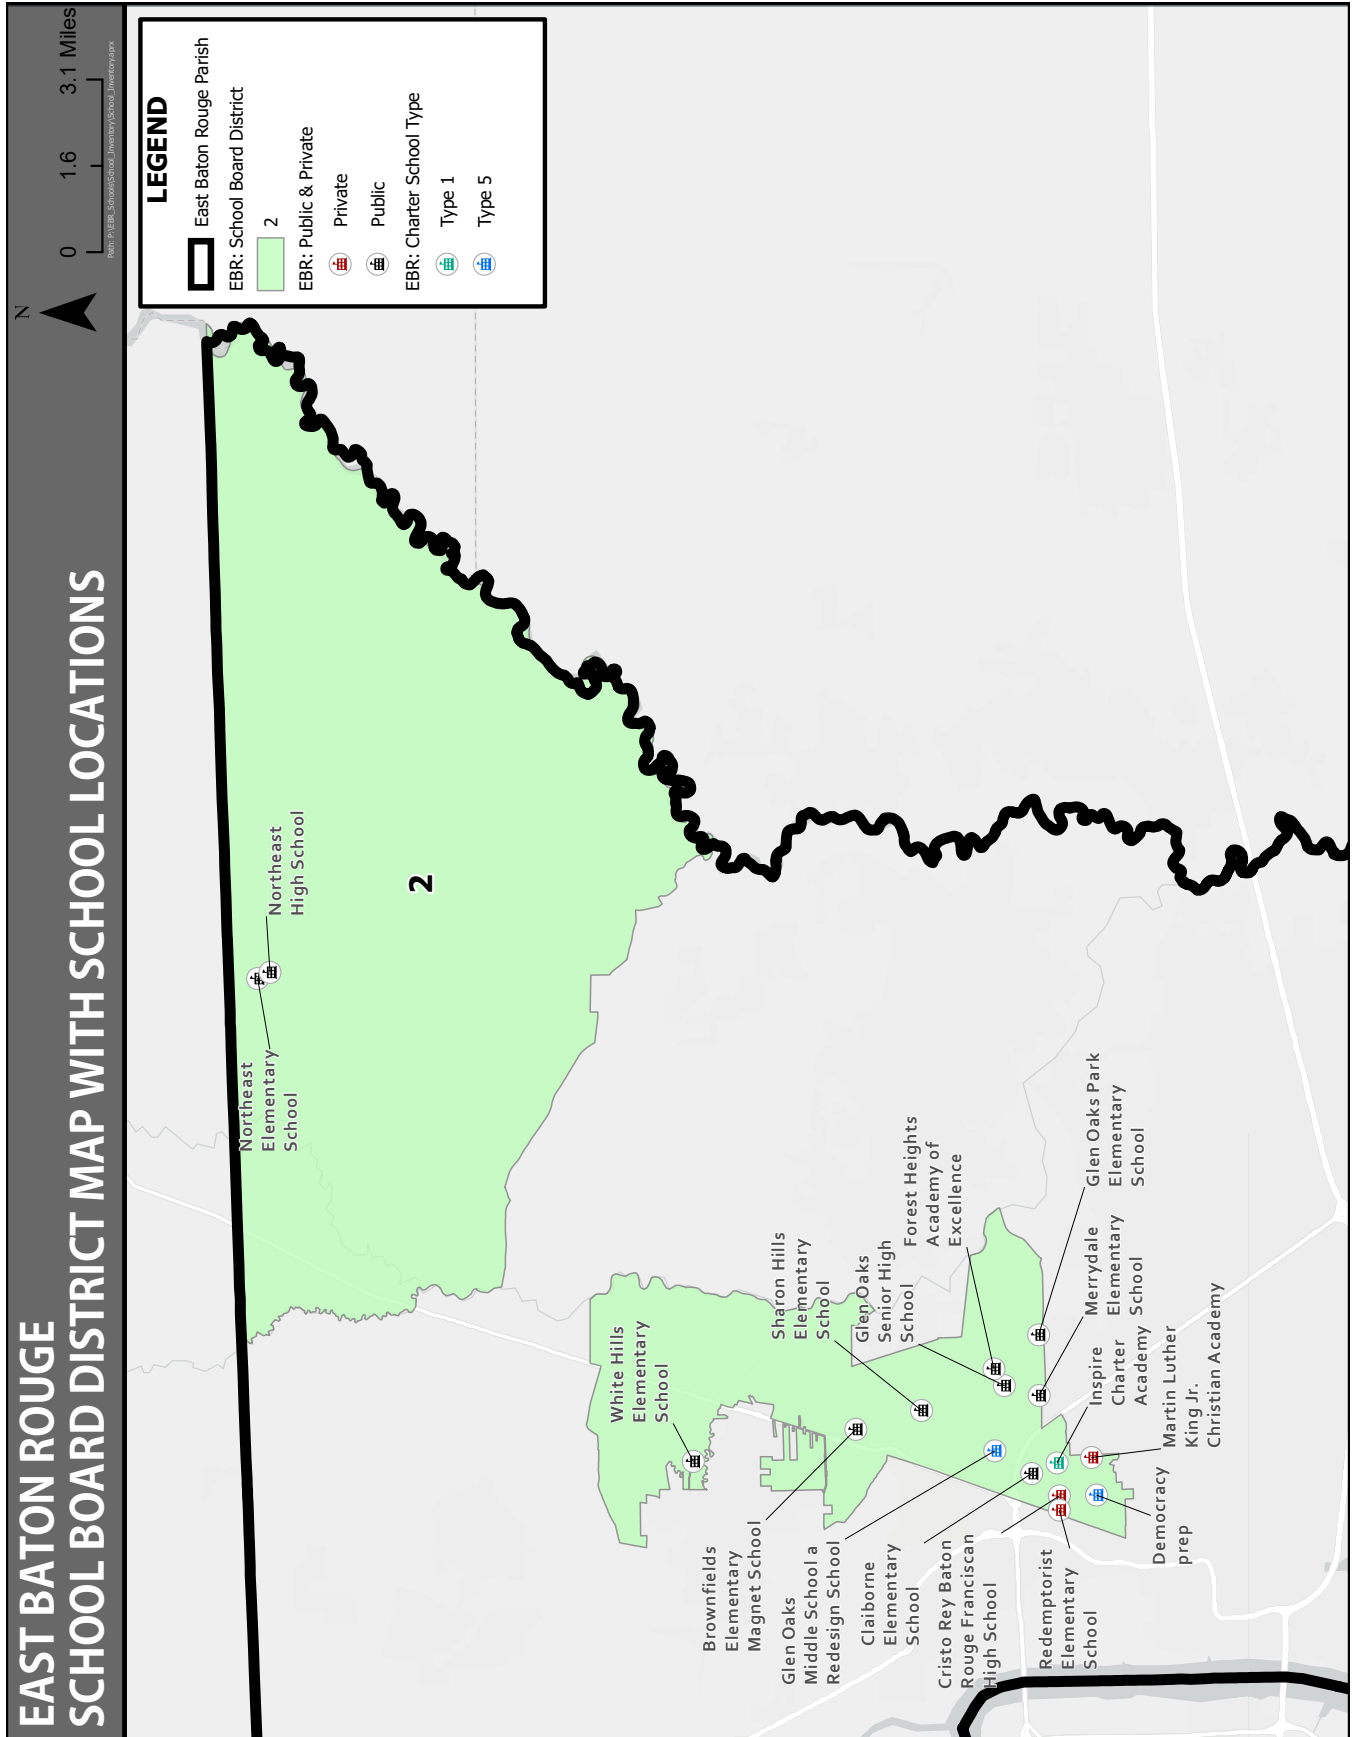 EAST BATON ROUGE
SCHOOL BOARD DISTRICT MAP WITH SCHOOL LOCATIONS
N
0 1.6 3.1 Miles
Path: P:\EBR_Schools\School_Inventory\School_Inventory.aprx
LEGEND
East Baton Rouge Parish
EBR: School Board District
2
EBR: Public & Private
Private
Public
EBR: Charter School Type
Type 1
Type 5
Northeast
Elementary
School
Northeast
High School
2
White Hills
Elementary
School
Sharon Hills
Elementary
School
Glen Oaks
Senior High
School
Forest Heights
Academy of
Excellence
Glen Oaks Park
Elementary
School
Merrydale
Elementary
School
Inspire
Charter
Academy
Martin Luther
King Jr.
Christian Academy
Brownfields
Elementary
Magnet School
Glen Oaks
Middle School a
Redesign School
Claiborne
Elementary
School
Cristo Rey Baton
Rouge Franciscan
High School
Redemptorist
Elementary
School
Democracy
prep